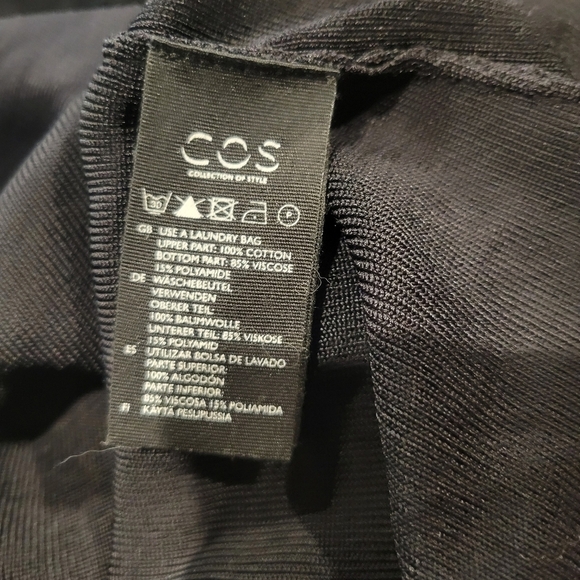 COS
COLLECTION OF STYLE
30 P
GB USE A LAUNDRY BAG
UPPER PART: 100% COTTON
BOTTOM PART: 85% VISCOSE
15% POLYAMIDE
DE WÄSCHEBEUTEL
VERWENDEN
OBERER TEIL:
100% BAUMWOLLE
UNTERER TEIL: 85% VISKOSE
15% POLYAMID
ES UTILIZAR BOLSA DE LAVADO
PARTE SUPERIOR:
100% ALGODÓN
PARTE INFERIOR:
85% VISCOSA 15% POLIAMIDA
FI KÄYTÄ PESUPUSSIA